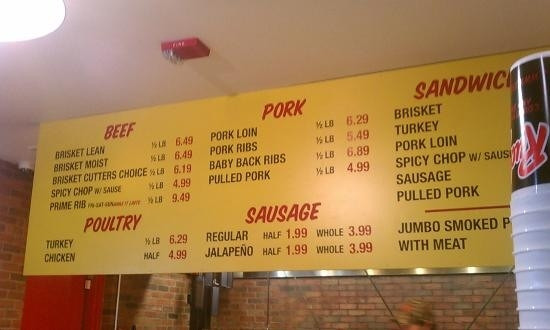 BEEF
BRISKET LEAN ½ LB 6.49
BRISKET MOIST ½ LB 6.49
BRISKET CUTTERS CHOICE ½ LB 6.19
SPICY CHOP W/ SAUSE ½ LB 4.99
PRIME RIB FRI-SAT-SUN ½ LB 9.49
POULTRY
TURKEY ½ LB 6.29
CHICKEN HALF 4.99
PORK
PORK LOIN ½ LB 6.29
PORK RIBS ½ LB 5.49
BABY BACK RIBS ½ LB 6.89
PULLED PORK ½ LB 4.99
SAUSAGE
REGULAR HALF 1.99 WHOLE 3.99
JALAPEÑO HALF 1.99 WHOLE 3.99
SANDWIC
BRISKET
TURKEY
PORK LOIN
SPICY CHOP W/ SAUS
SAUSAGE
PULLED PORK
JUMBO SMOKED P
WITH MEAT